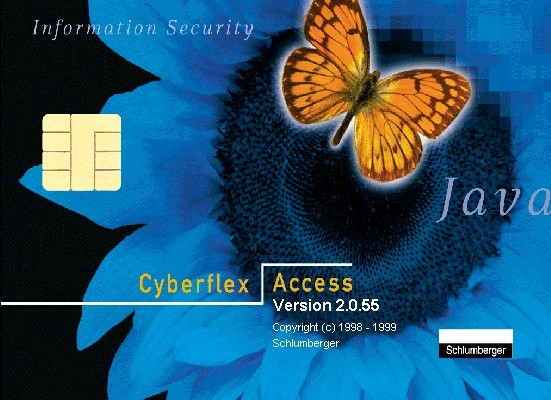 Information Security
Java
Cyberflex Access
Version 2.0.55
Copyright (c) 1998 - 1999
Schlumberger
Schlumberger